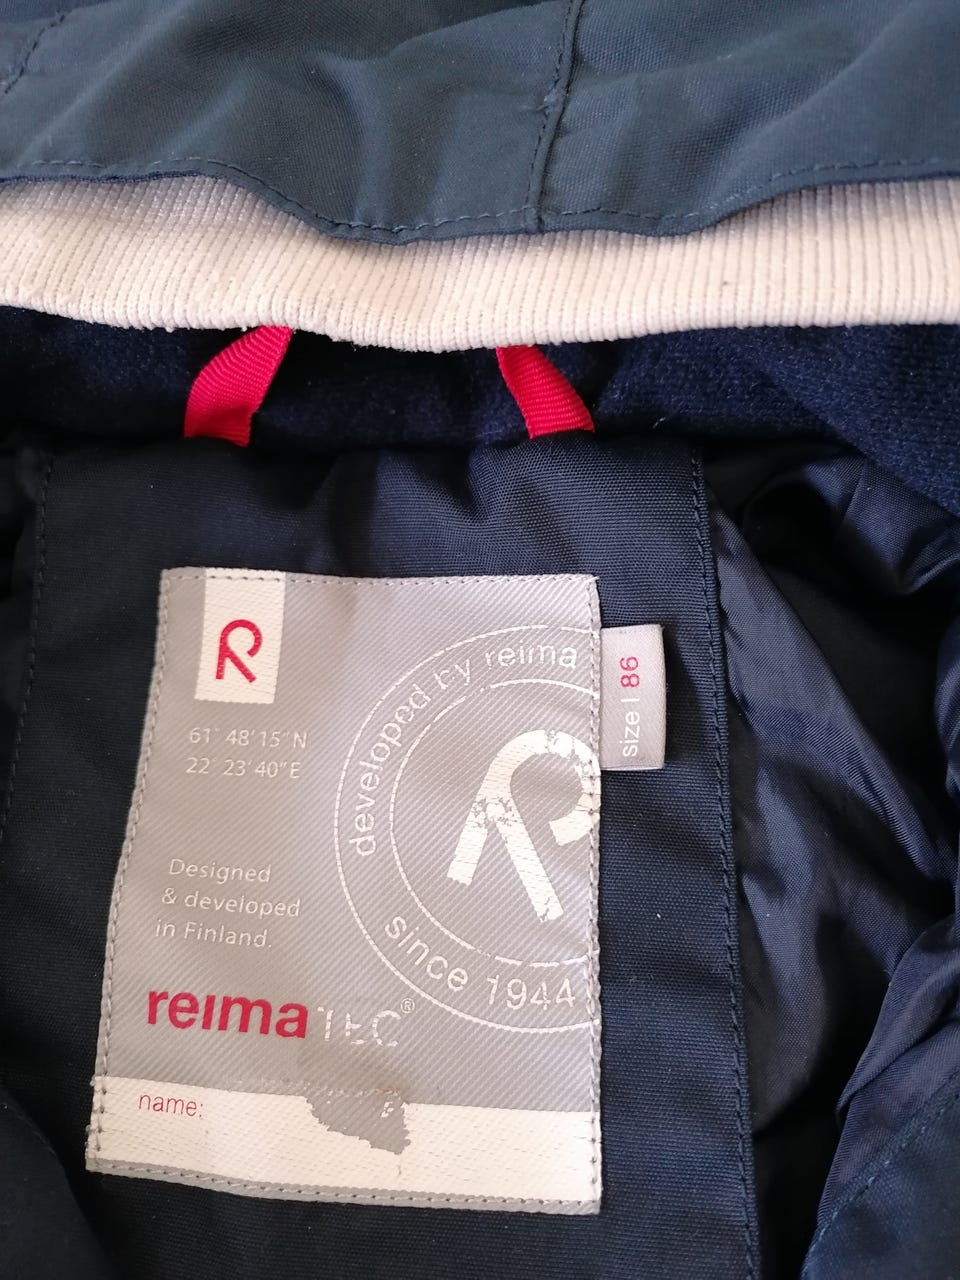 R
61° 48' 15" N
22° 23' 40" E
Designed
& developed
in Finland.
reima TEC®
name:
developed by reima
R
since 1944
size | 86